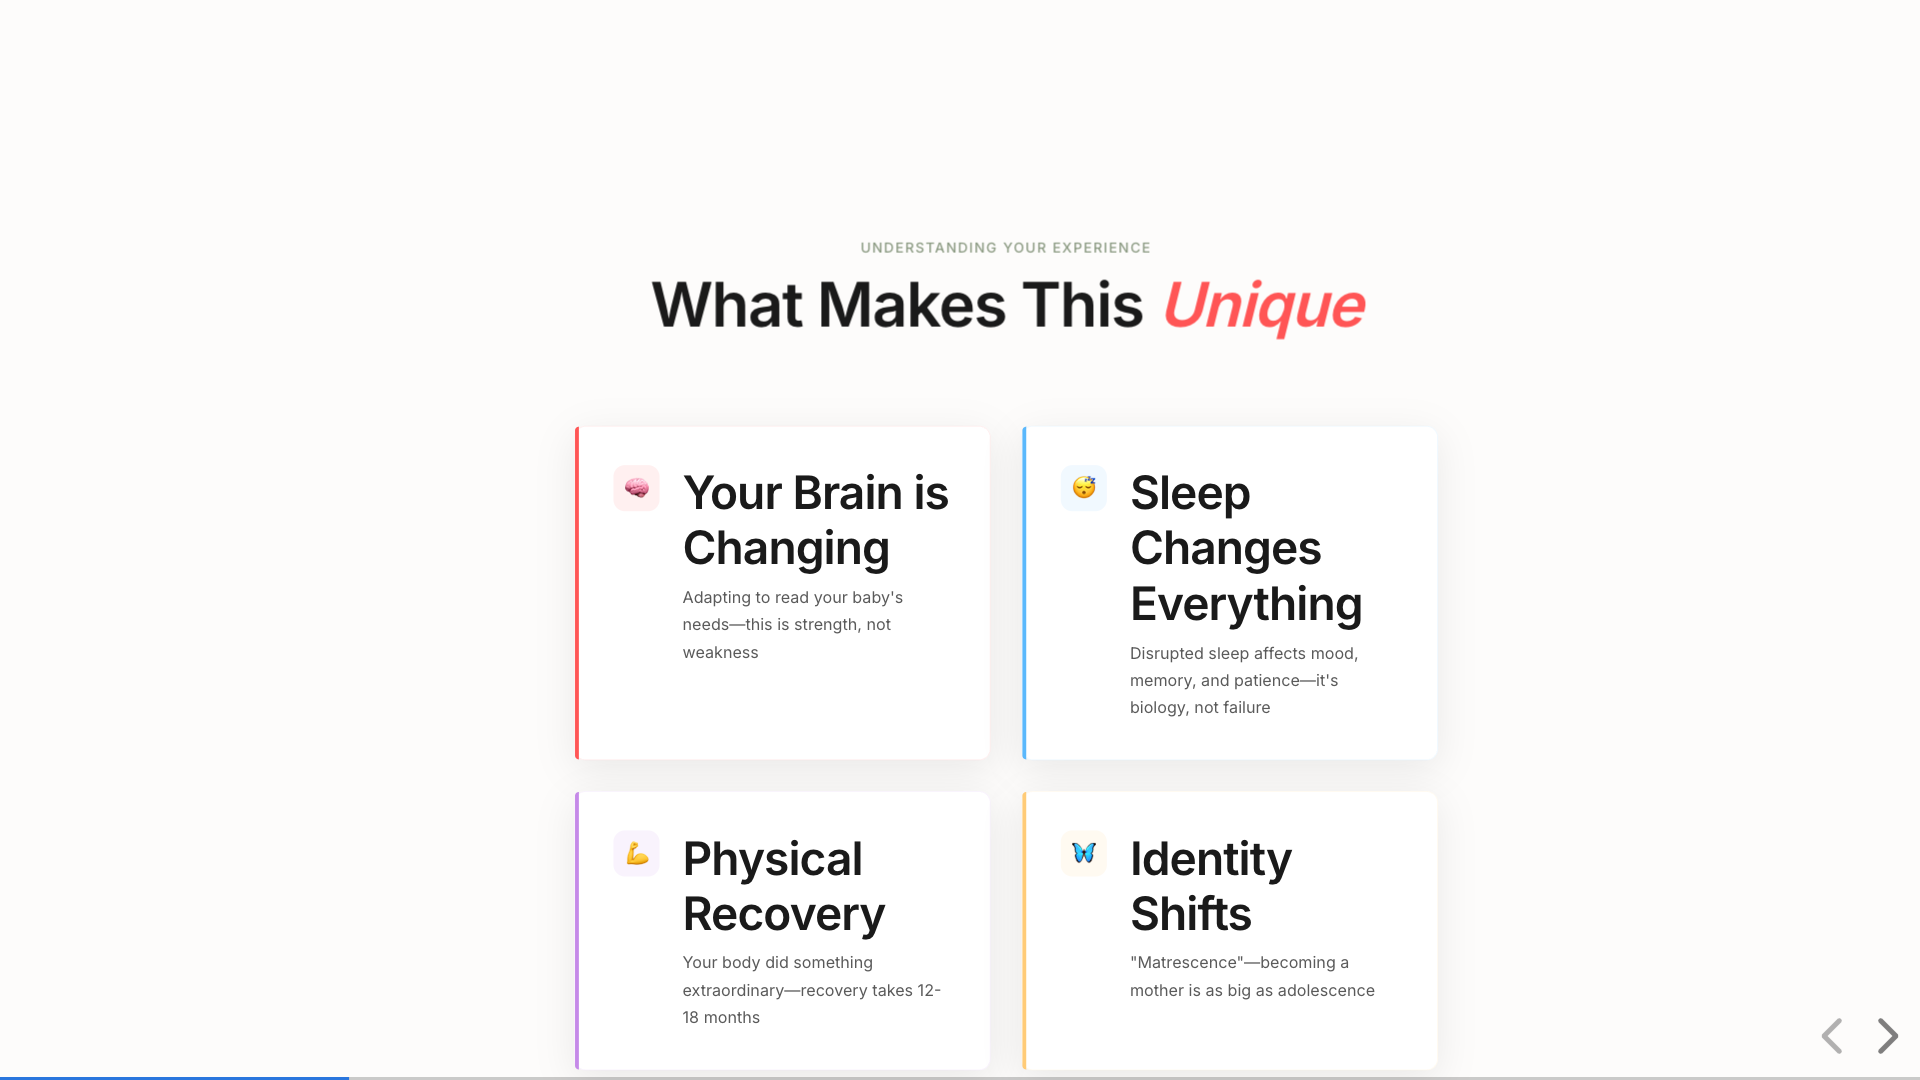 UNDERSTANDING YOUR EXPERIENCE
What Makes This Unique
Your Brain is
Changing
Adapting to read your baby's
needs—this is strength, not
weakness
Sleep
Changes
Everything
Disrupted sleep affects mood,
memory, and patience—it's
biology, not failure
Physical
Recovery
Your body did something
extraordinary—recovery takes 12-
18 months
Identity
Shifts
"Matrescence"—becoming a
mother is as big as adolescence